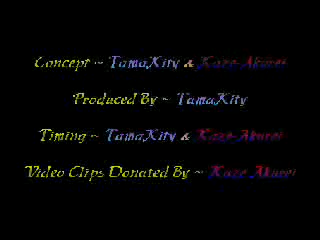 Concept ~ TamaKity & Kaze Akurei
Produced By ~ TamaKity
Timing ~ TamaKity & Kaze Akurei
Video Clips Donated By ~ Kaze Akurei